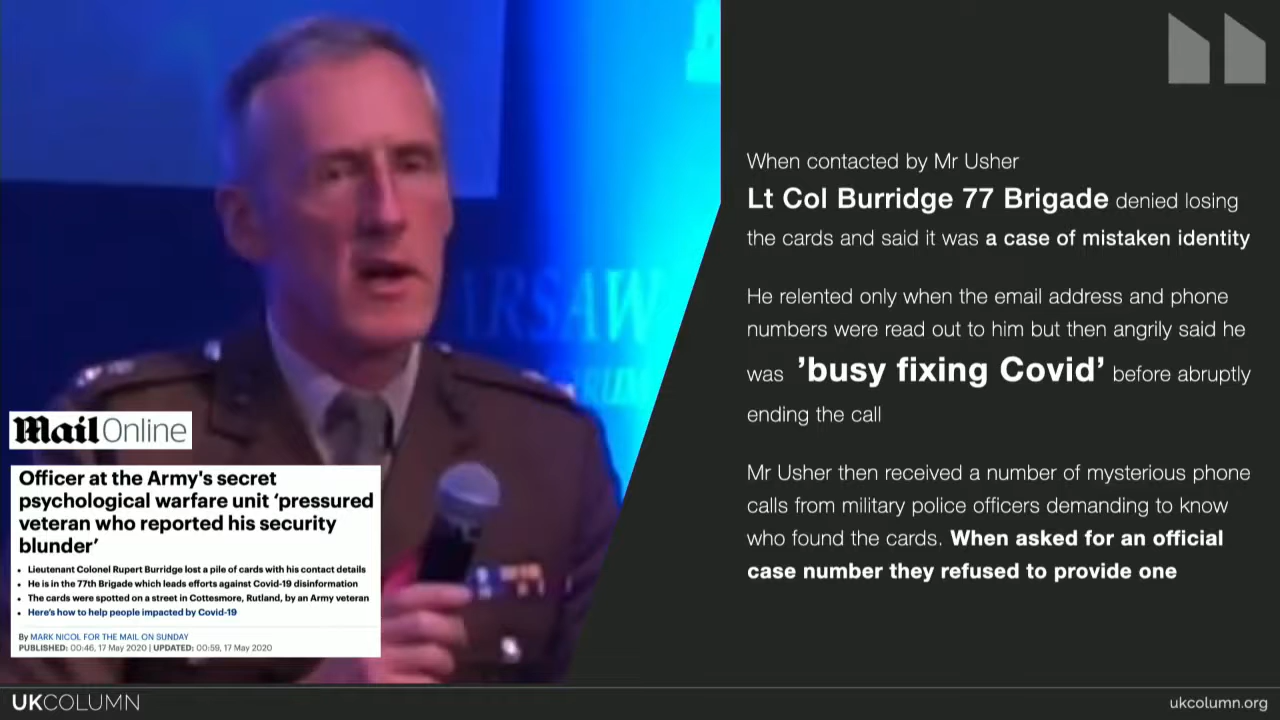 When contacted by Mr Usher
Lt Col Burridge 77 Brigade denied losing
the cards and said it was a case of mistaken identity
He relented only when the email address and phone
numbers were read out to him but then angrily said he
was ’busy fixing Covid’ before abruptly
ending the call
Mr Usher then received a number of mysterious phone
calls from military police officers demanding to know
who found the cards. When asked for an official
case number they refused to provide one
ARSAW
Mail Online
Officer at the Army's secret
psychological warfare unit ‘pressured
veteran who reported his security
blunder’
• Lieutenant Colonel Rupert Burridge lost a pile of cards with his contact details
• He is in the 77th Brigade which leads efforts against Covid-19 disinformation
• The cards were spotted on a street in Cottesmore, Rutland, by an Army veteran
• Here's how to help people impacted by Covid-19
By MARK NICOL FOR THE MAIL ON SUNDAY
PUBLISHED: 00:46, 17 May 2020 | UPDATED: 00:59, 17 May 2020
UKCOLUMN
ukcolumn.org